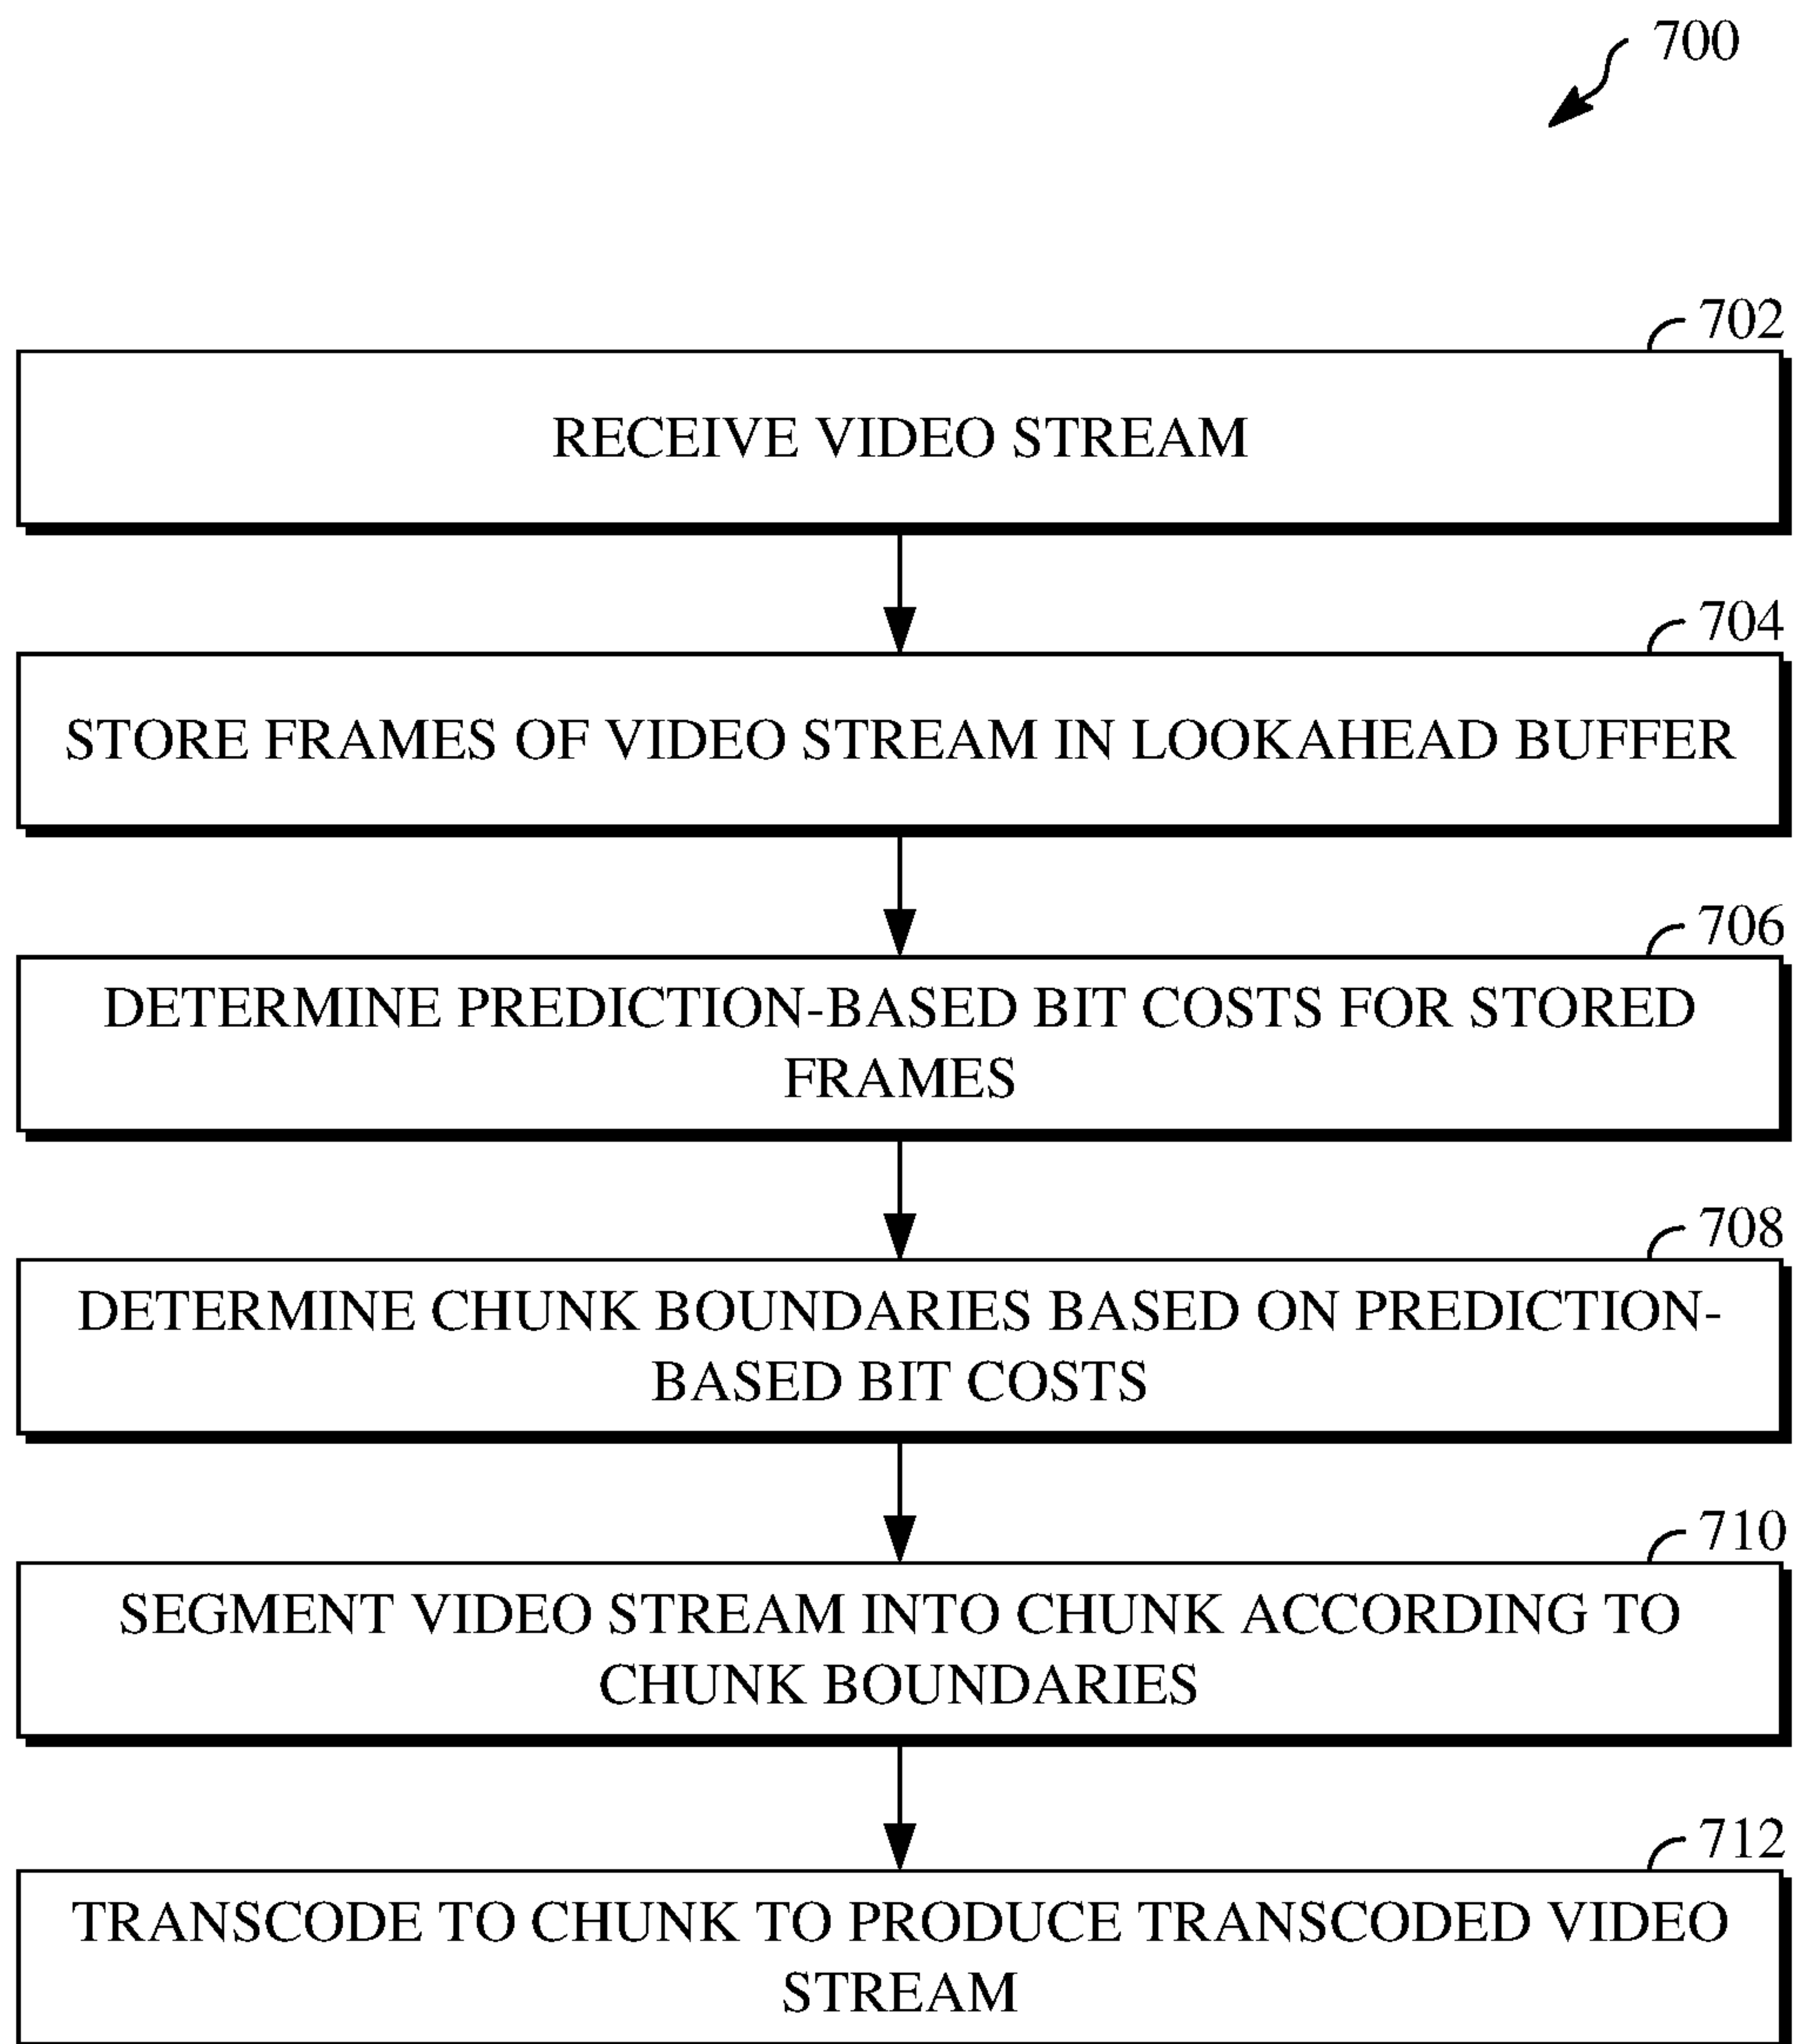 700
702
RECEIVE VIDEO STREAM
704
STORE FRAMES OF VIDEO STREAM IN LOOKAHEAD BUFFER
706
DETERMINE PREDICTION-BASED BIT COSTS FOR STORED
FRAMES
708
DETERMINE CHUNK BOUNDARIES BASED ON PREDICTION-
BASED BIT COSTS
710
SEGMENT VIDEO STREAM INTO CHUNK ACCORDING TO
CHUNK BOUNDARIES
712
TRANSCODE TO CHUNK TO PRODUCE TRANSCODED VIDEO
STREAM